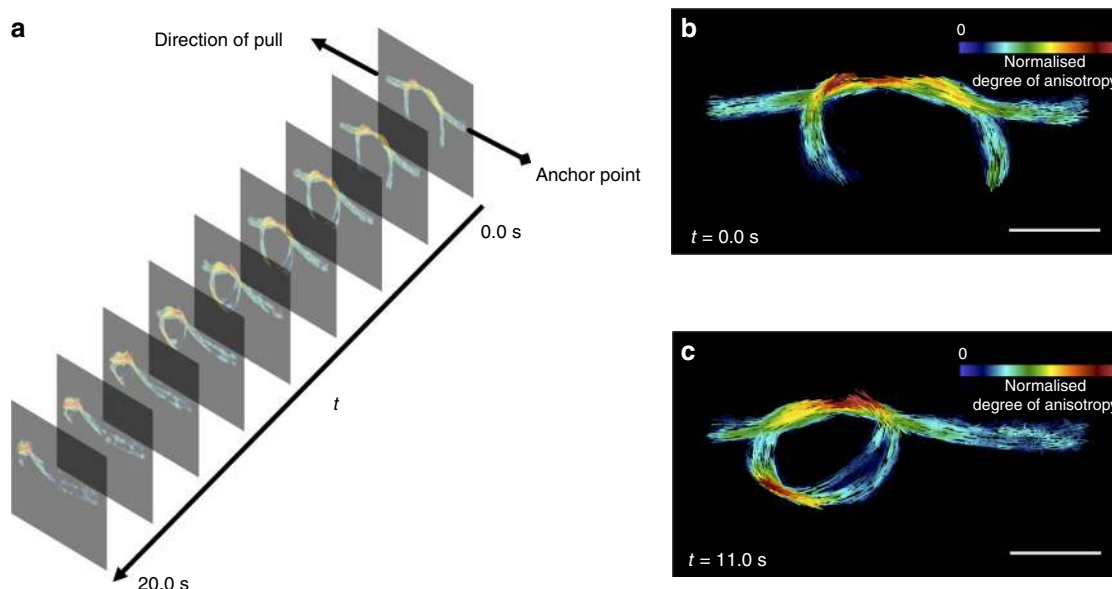 a
Direction of pull
Anchor point
0.0 s
t
20.0 s
b
0
Normalised
degree of anisotropy
t = 0.0 s
c
0
Normalised
degree of anisotropy
t = 11.0 s